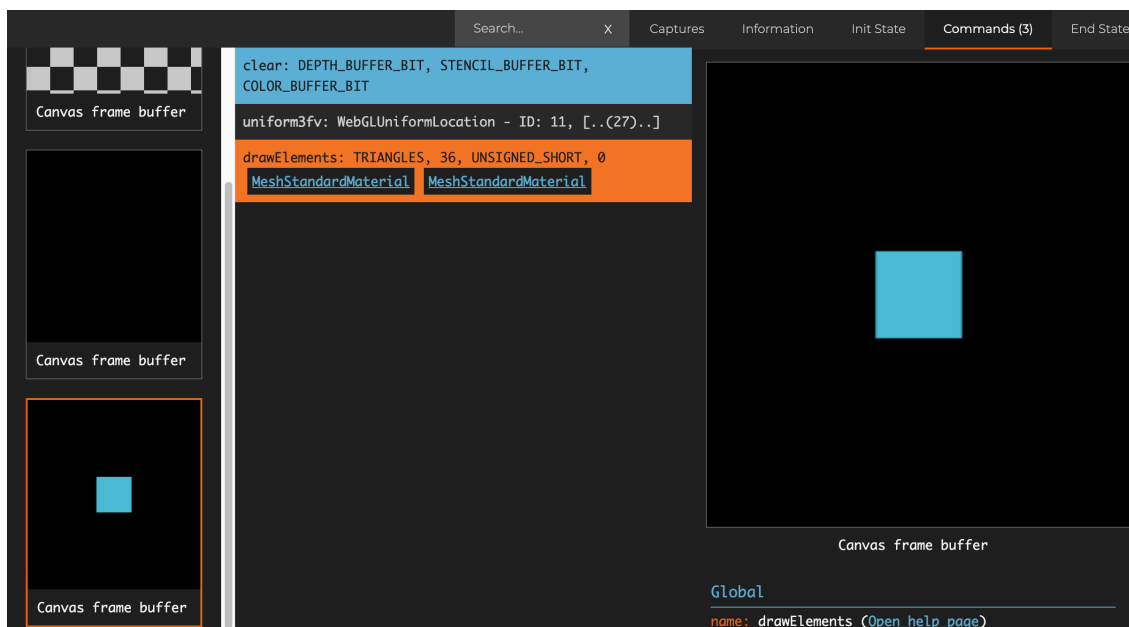 Search... X Captures Information Init State Commands (3) End State
Canvas frame buffer
Canvas frame buffer
Canvas frame buffer
clear: DEPTH_BUFFER_BIT, STENCIL_BUFFER_BIT,
COLOR_BUFFER_BIT
uniform3fv: WebGLUniformLocation - ID: 11, [..(27)..]
drawElements: TRIANGLES, 36, UNSIGNED_SHORT, 0
MeshStandardMaterial MeshStandardMaterial
Canvas frame buffer
Global
name: drawElements (Open help page)